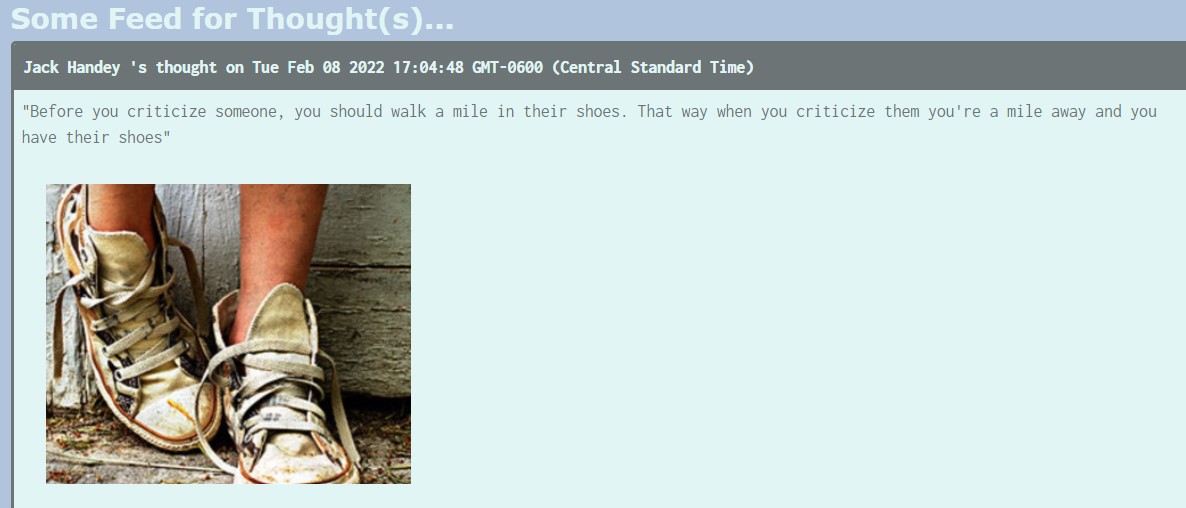 Some Feed for Thought(s)...
Jack Handey 's thought on Tue Feb 08 2022 17:04:48 GMT-0600 (Central Standard Time)
"Before you criticize someone, you should walk a mile in their shoes. That way when you criticize them you're a mile away and you
have their shoes"